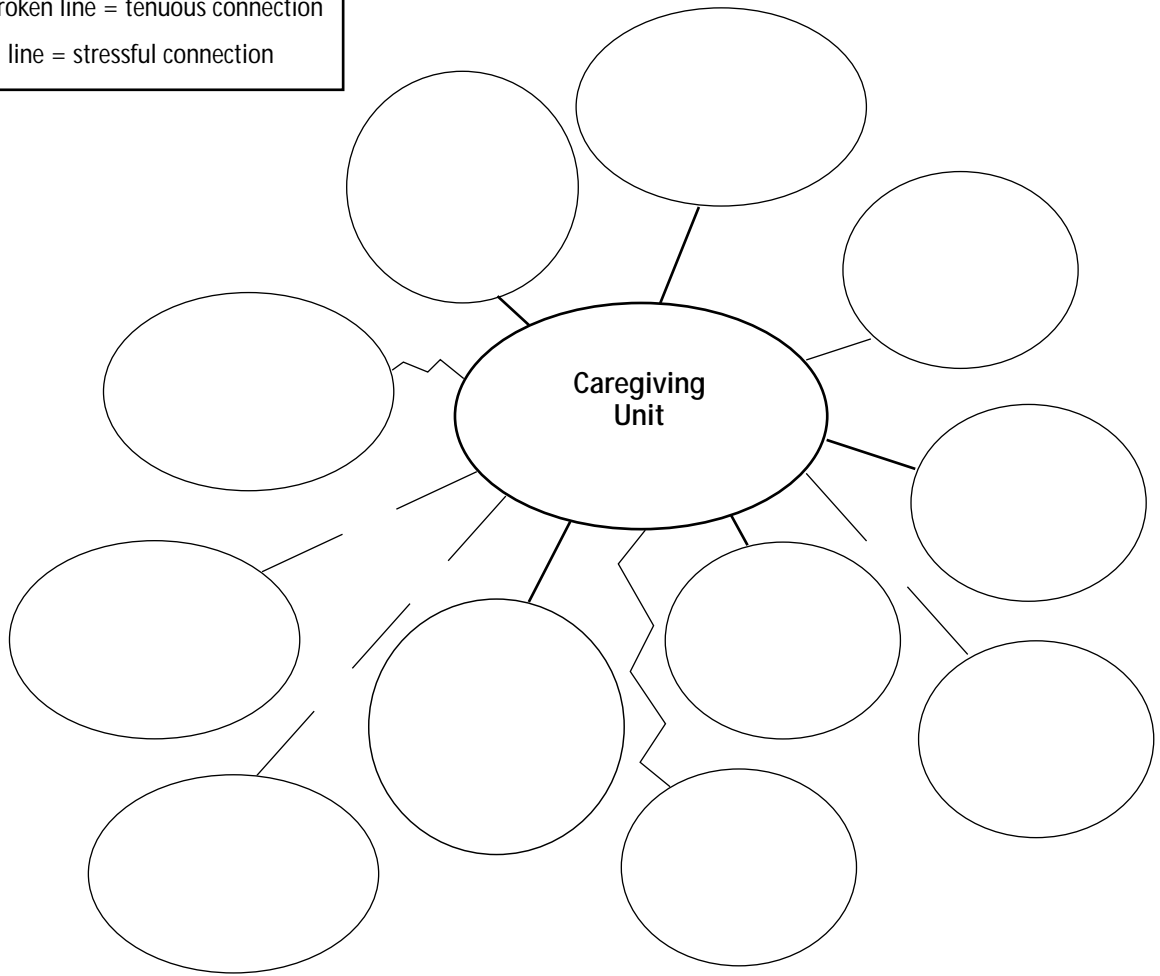 roken line = tenuous connection
line = stressful connection
Caregiving
Unit